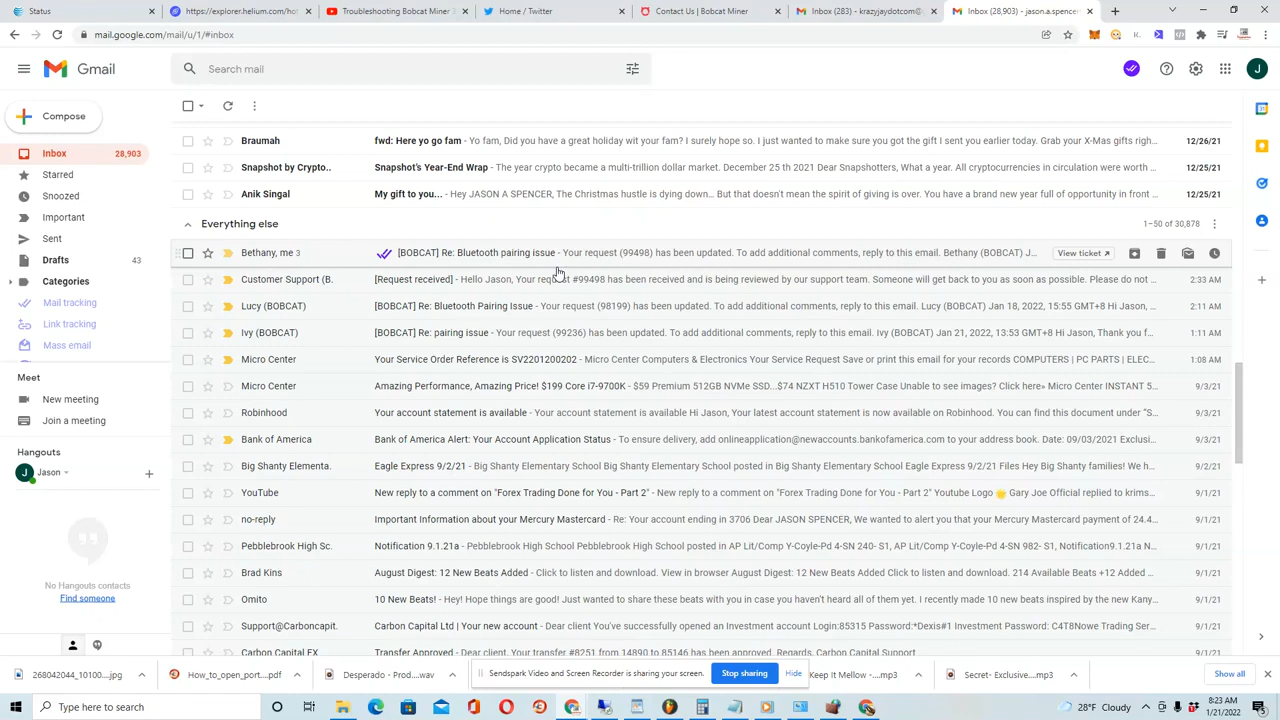 Status
https://explorer.helium.com/ho
Troubleshooting Bobcat Miner 3
Home / Twitter
Contact Us | Bobcat Miner
Inbox (283) - krazyjaydotcom@
Inbox (28,903) - jason.a.spencer
mail.google.com/mail/u/1/#inbox
Gmail
Search mail
J
Compose
Inbox 28,903
Starred
Snoozed
Important
Sent
Drafts 43
Categories
Mail tracking
Link tracking
Mass email
Meet
New meeting
Join a meeting
Hangouts
J Jason
No Hangouts contacts
Find someone
Braumah fwd: Here yo go fam - Yo fam, Did you have a great holiday wit your fam? I surely hope so. I just wanted to make sure you got the gift I sent you earlier today. Grab your X-Mas gifts righ... 12/26/21
Snapshot by Crypto.. Snapshot's Year-End Wrap - The year crypto became a multi-trillion dollar market. December 25 th 2021 Dear Snapshotters, What a year. All cryptocurrencies in circulation were worth ... 12/25/21
Anik Singal My gift to you... - Hey JASON A SPENCER, The Christmas hustle is dying down... But that doesn't mean the spirit of giving is over. You have a brand new year full of opportunity in front ... 12/25/21
Everything else 1–50 of 30,878
Bethany, me 3 [BOBCAT] Re: Bluetooth pairing issue - Your request (99498) has been updated. To add additional comments, reply to this email. Bethany (BOBCAT) J... View ticket
Customer Support (B. [Request received] - Hello Jason, Your request #99498 has been received and is being reviewed by our support team. Someone will get back to you as soon as possible. Please do not... 2:33 AM
Lucy (BOBCAT) [BOBCAT] Re: Bluetooth Pairing Issue - Your request (98199) has been updated. To add additional comments, reply to this email. Lucy (BOBCAT) Jan 18, 2022, 15:55 GMT+8 Hi Jason, ... 2:11 AM
Ivy (BOBCAT) [BOBCAT] Re: pairing issue - Your request (99236) has been updated. To add additional comments, reply to this email. Ivy (BOBCAT) Jan 21, 2022, 13:53 GMT+8 Hi Jason, Thank you f... 1:11 AM
Micro Center Your Service Order Reference is SV2201200202 - Micro Center Computers & Electronics Your Service Request Save or print this email for your records COMPUTERS | PC PARTS | ELEC... 1:08 AM
Micro Center Amazing Performance, Amazing Price! $199 Core i7-9700K - $59 Premium 512GB NVMe SSD...$74 NZXT H510 Tower Case Unable to see images? Click here» Micro Center INSTANT 5... 9/3/21
Robinhood Your account statement is available - Your account statement is available Hi Jason, Your latest account statement is now available on Robinhood. You can find this document under "S... 9/3/21
Bank of America Bank of America Alert: Your Account Application Status - To ensure delivery, add onlineapplication@newaccounts.bankofamerica.com to your address book. Date: 09/03/2021 Exclusi... 9/3/21
Big Shanty Elementa. Eagle Express 9/2/21 - Big Shanty Elementary School Big Shanty Elementary School posted in Big Shanty Elementary School Eagle Express 9/2/21 Files Hey Big Shanty families! We h... 9/2/21
YouTube New reply to a comment on "Forex Trading Done for You - Part 2" - New reply to a comment on "Forex Trading Done for You - Part 2" Youtube Logo Gary Joe Official replied to krims... 9/1/21
no-reply Important Information about your Mercury Mastercard - Re: Your account ending in 3706 Dear JASON SPENCER, We wanted to alert you that your Mercury Mastercard payment of 24.4... 9/1/21
Pebblebrook High Sc. Notification 9.1.21a - Pebblebrook High School Pebblebrook High School posted in AP Lit/Comp Y-Coyle-Pd 4-SN 240- S1, AP Lit/Comp Y-Coyle-Pd 4-SN 982- S1, Notification9.1.21a N... 9/1/21
Brad Kins August Digest: 12 New Beats Added - Click to listen and download. View in browser August Digest: 12 New Beats Added Click to listen and download. 214 Available Beats +12 Added ... 9/1/21
Omito 10 New Beats! - Hey! Hope things are good! Just wanted to share these beats with you in case you haven't heard all of them yet. I recently made 10 new beats inspired by the new Kany... 9/1/21
Support@Carboncapit. Carbon Capital Ltd | Your new account - Dear client You've successfully opened an Investment account Login:85315 Password:*Dexis#1 Investment Password: C4T8Nowe Trading Ser... 9/1/21
Carbon Capital FX Transfer Approved - Dear client, Your transfer #8251 from 14890 to 85146 has been approved. Regards, Carbon Capital Support
260042044_10100....jpg
How_to_open_port....pdf
Desperado - Prod....wav
Sendspark Video and Screen Recorder is sharing your screen.
Stop sharing
Hide
Keep It Mellow -....mp3
Secret- Exclusive....mp3
Show all
Type here to search
28°F Cloudy
8:23 AM
1/21/2022